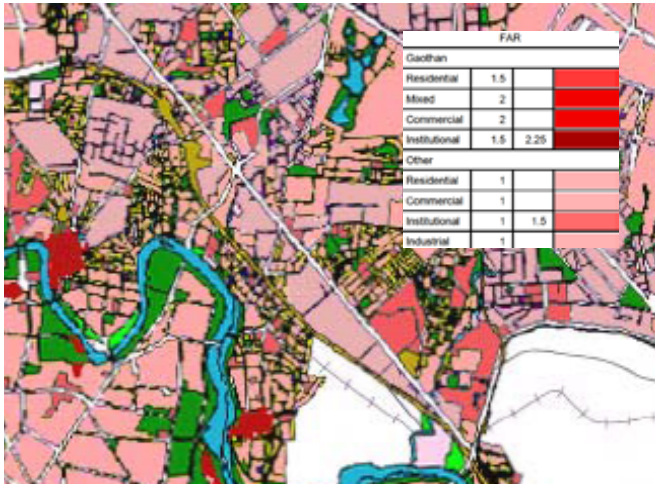 FAR
Gaothan
Residential 1.5
Mixed 2
Commercial 2
Institutional 1.5 2.25
Other
Residential 1
Commercial 1
Institutional 1 1.5
Industrial 1